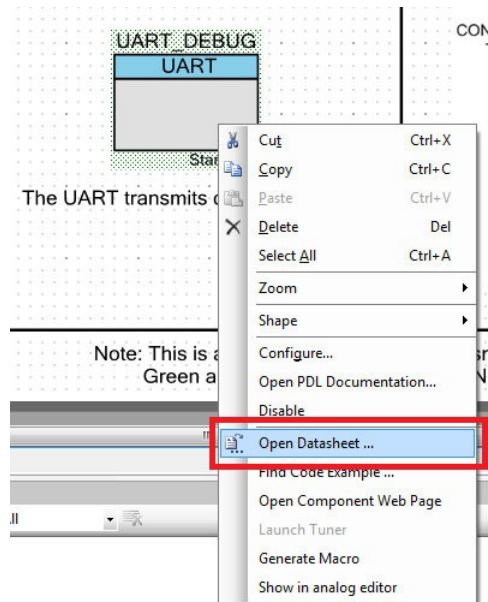 UART_DEBUG
UART
CON
Star
The UART transmits
Cut Ctrl+X
Copy Ctrl+C
Paste Ctrl+V
Delete Del
Select All Ctrl+A
Zoom
Shape
Note: This is a
Green a
Configure...
Open PDL Documentation...
Disable
Open Datasheet ...
Find Code Example ...
Open Component Web Page
Launch Tuner
Generate Macro
Show in analog editor